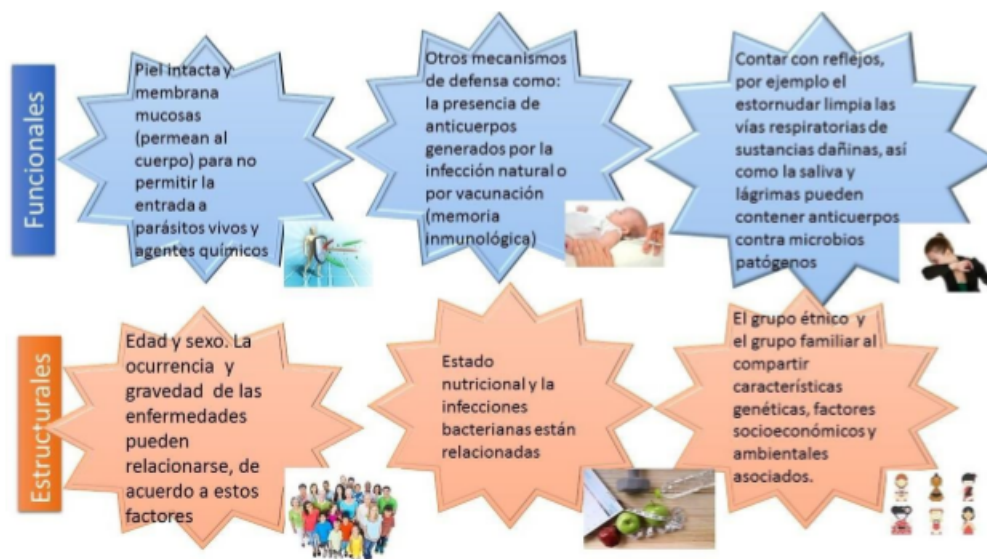 Funcionales
Piel intacta y
membrana
mucosas
(permean al
cuerpo) para no
permitir la
entrada a
parásitos vivos y
agentes químicos
Otros mecanismos
de defensa como:
la presencia de
anticuerpos
generados por la
infección natural o
por vacunación
(memoria
inmunológica)
Contar con reflejos,
por ejemplo el
estornudar limpia las
vías respiratorias de
sustancias dañinas, así
como la saliva y
lágrimas pueden
contener anticuerpos
contra microbios
patógenos
Estructurales
Edad y sexo. La
ocurrencia y
gravedad de las
enfermedades
pueden
relacionarse, de
acuerdo a estos
factores
Estado
nutricional y la
infecciones
bacterianas están
relacionadas
El grupo étnico y
el grupo familiar al
compartir
características
genéticas, factores
socioeconómicos y
ambientales
asociados.